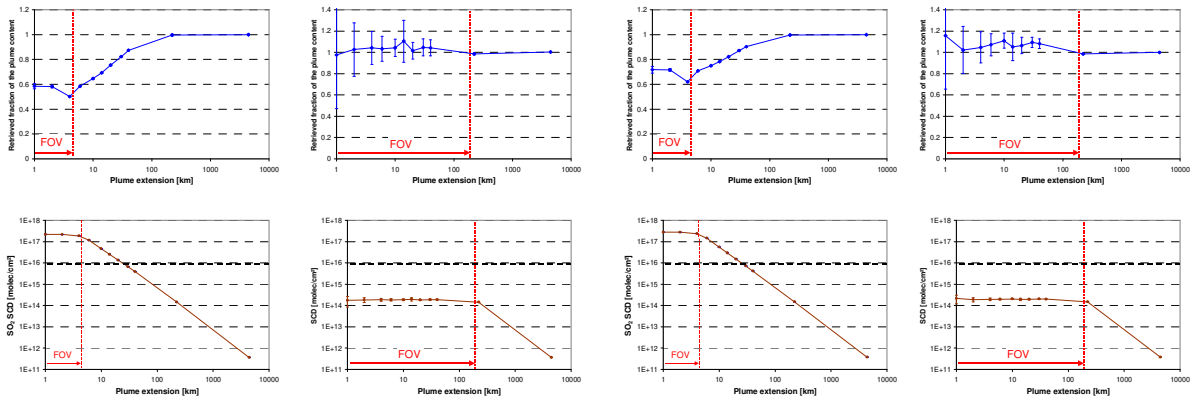 Retrieved fraction of the plume content
1.2
1
0.8
0.6
0.4
0.2
0
FOV
1
10
100
1000
10000
Plume extension [km]
Retrieved fraction of the plume content
1.4
1.2
1
0.8
0.6
0.4
0.2
0
FOV
1
10
100
1000
10000
Plume extension [km]
Retrieved fraction of the plume content
1.2
1
0.8
0.6
0.4
0.2
0
FOV
1
10
100
1000
10000
Plume extension [km]
Retrieved fraction of the plume content
1.4
1.2
1
0.8
0.6
0.4
0.2
0
FOV
1
10
100
1000
10000
Plume extension [km]
SO₂ SCD [molec/cm²]
1E+18
1E+17
1E+16
1E+15
1E+14
1E+13
1E+12
1E+11
FOV
1
10
100
1000
10000
Plume extension [km]
SCD [molec/cm²]
1E+18
1E+17
1E+16
1E+15
1E+14
1E+13
1E+12
1E+11
FOV
1
10
100
1000
10000
Plume extension [km]
SO₂ SCD [molec/cm²]
1E+18
1E+17
1E+16
1E+15
1E+14
1E+13
1E+12
1E+11
FOV
1
10
100
1000
10000
Plume extension [km]
SCD [molec/cm²]
1E+18
1E+17
1E+16
1E+15
1E+14
1E+13
1E+12
1E+11
FOV
1
10
100
1000
10000
Plume extension [km]